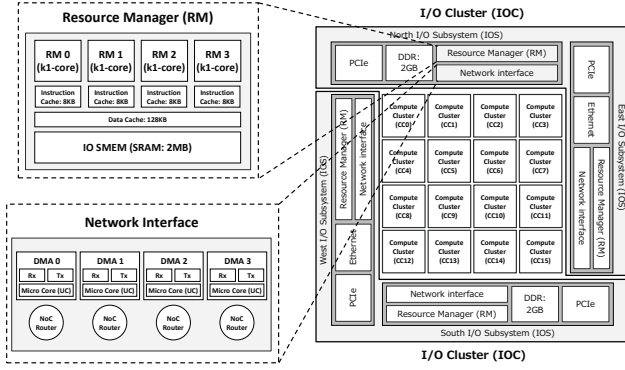 Resource Manager (RM)
RM 0 RM 1 RM 2 RM 3
(k1-core) (k1-core) (k1-core) (k1-core)
Instruction Instruction Instruction Instruction
Cache: 8KB Cache: 8KB Cache: 8KB Cache: 8KB
Data Cache: 128KB
IO SMEM (SRAM: 2MB)
Network Interface
DMA 0 DMA 1 DMA 2 DMA 3
Rx Tx Rx Tx Rx Tx Rx Tx
Micro Core (UC) Micro Core (UC) Micro Core (UC) Micro Core (UC)
NoC NoC NoC NoC
Router Router Router Router
I/O Cluster (IOC)
North I/O Subsystem (IOS)
PCIe
DDR:
2GB
Resource Manager (RM)
Network interface
West I/O Subsystem (IOS)
Resource Manager (RM)
Network interface
Ethernet
PCIe
Compute Compute Compute Compute
Cluster Cluster Cluster Cluster
(CC0) (CC1) (CC2) (CC3)
Compute Compute Compute Compute
Cluster Cluster Cluster Cluster
(CC4) (CC5) (CC6) (CC7)
Compute Compute Compute Compute
Cluster Cluster Cluster Cluster
(CC8) (CC9) (CC10) (CC11)
Compute Compute Compute Compute
Cluster Cluster Cluster Cluster
(CC12) (CC13) (CC14) (CC15)
PCIe
Ethernet
Network interface
Resource Manager (RM)
East I/O Subsystem (IOS)
Network interface
Resource Manager (RM)
DDR:
2GB
PCIe
South I/O Subsystem (IOS)
I/O Cluster (IOC)